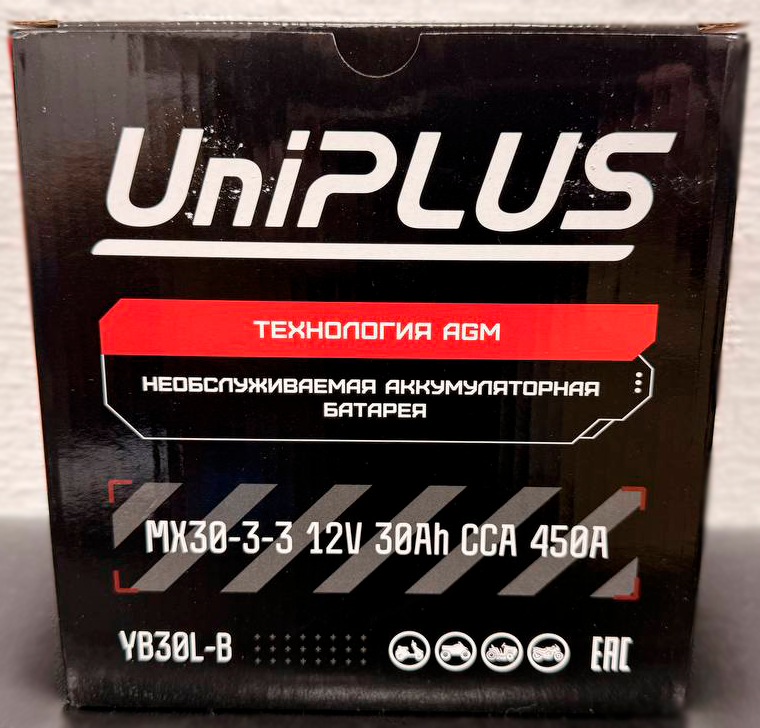 UniPLUS
ТЕХНОЛОГИЯ AGM
НЕОБСЛУЖИВАЕМАЯ АККУМУЛЯТОРНАЯ
БАТАРЕЯ
MX30-3-3 12V 30Ah CCA 450A
YB30L-B EAC